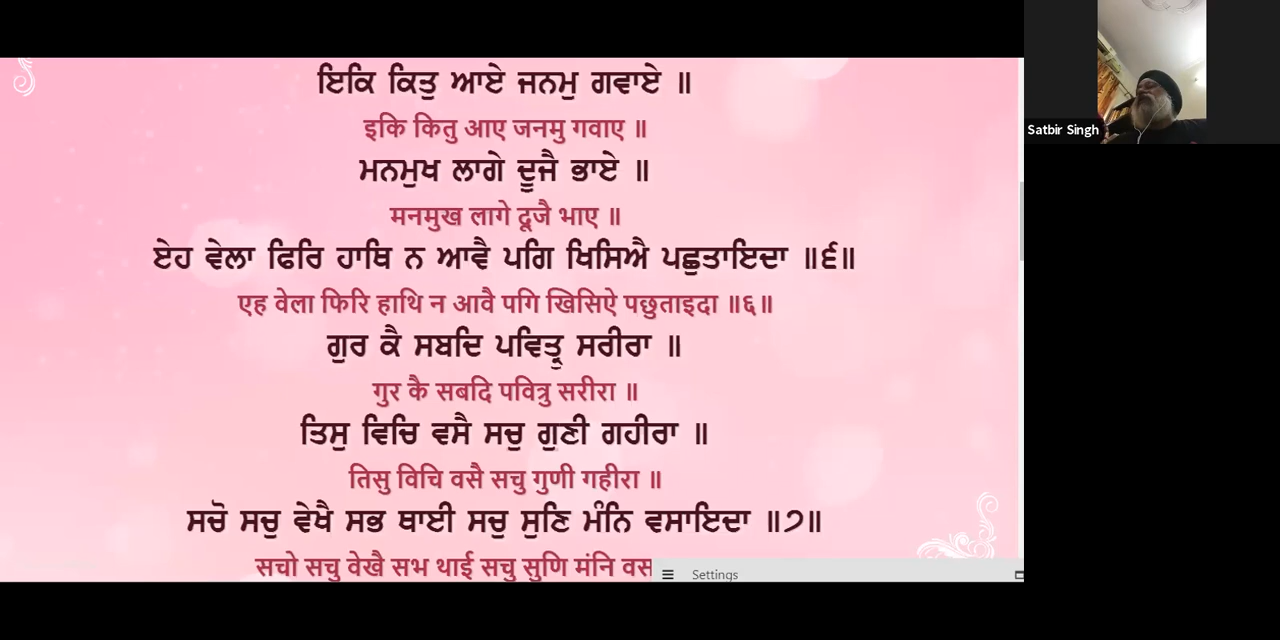 ਇਕਿ ਕਿਤੁ ਆਏ ਜਨਮੁ ਗਵਾਏ ॥
इकि कितु आए जनमु गवाए ॥
ਮਨਮੁਖ ਲਾਗੇ ਦੂਜੈ ਭਾਏ ॥
मनमुख लागे दूजै भाए ॥
ਏਹ ਵੇਲਾ ਫਿਰਿ ਹਾਥਿ ਨ ਆਵੈ ਪਗਿ ਖਿਸਿਐ ਪਛੁਤਾਇਦਾ ॥੬॥
एह वेला फिरि हाथि न आवै पगि खिसिऐ पछुताइदा ॥६॥
ਗੁਰ ਕੈ ਸਬਦਿ ਪਵਿਤ੍ਰੁ ਸਰੀਰਾ ॥
गुर कै सबदि पवित्रु सरीरा ॥
ਤਿਸੁ ਵਿਚਿ ਵਸੈ ਸਚੁ ਗੁਣੀ ਗਹੀਰਾ ॥
तिसु विचि वसै सचु गुणी गहीरा ॥
ਸਚੋ ਸਚੁ ਵੇਖੈ ਸਭ ਥਾਈ ਸਚੁ ਸੁਣਿ ਮੰਨਿ ਵਸਾਇਦਾ ॥੭॥
सचो सचु वेखै सभ थाई सचु सुणि मंनि वस
Settings
Satbir Singh